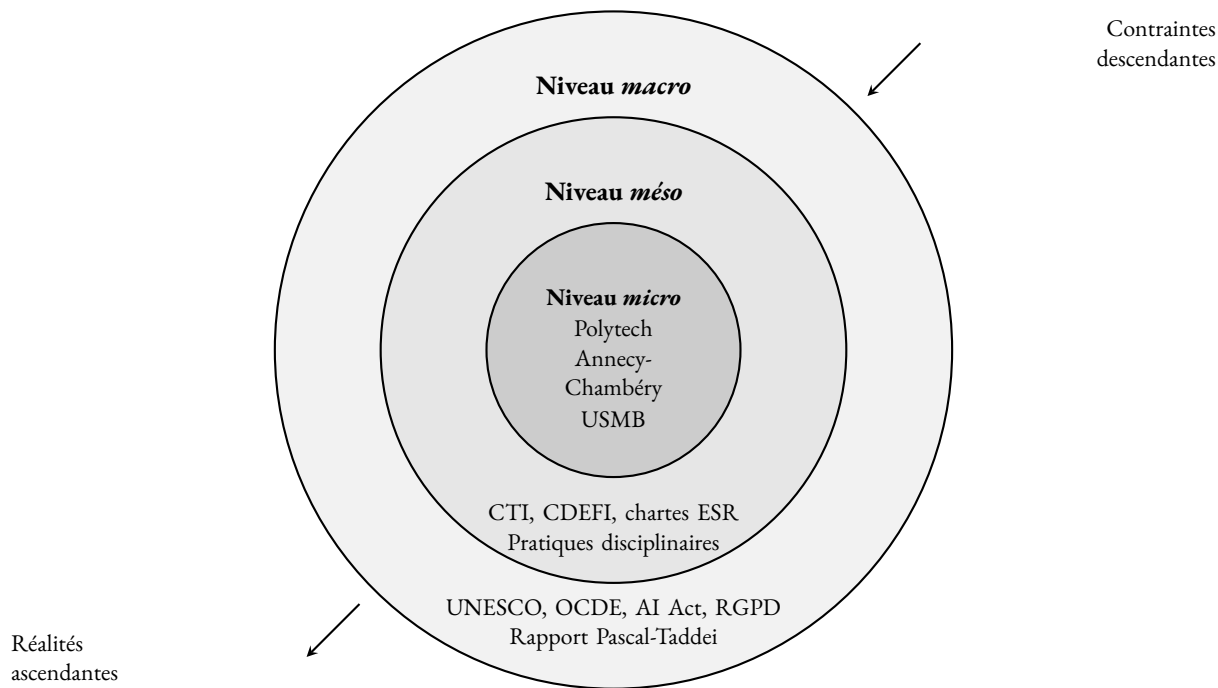 Contraintes
descendantes
Niveau macro
Niveau méso
Niveau micro
Polytech
Annecy-
Chambéry
USMB
CTI, CDEFI, chartes ESR
Pratiques disciplinaires
UNESCO, OCDE, AI Act, RGPD
Rapport Pascal-Taddei
Réalités
ascendantes